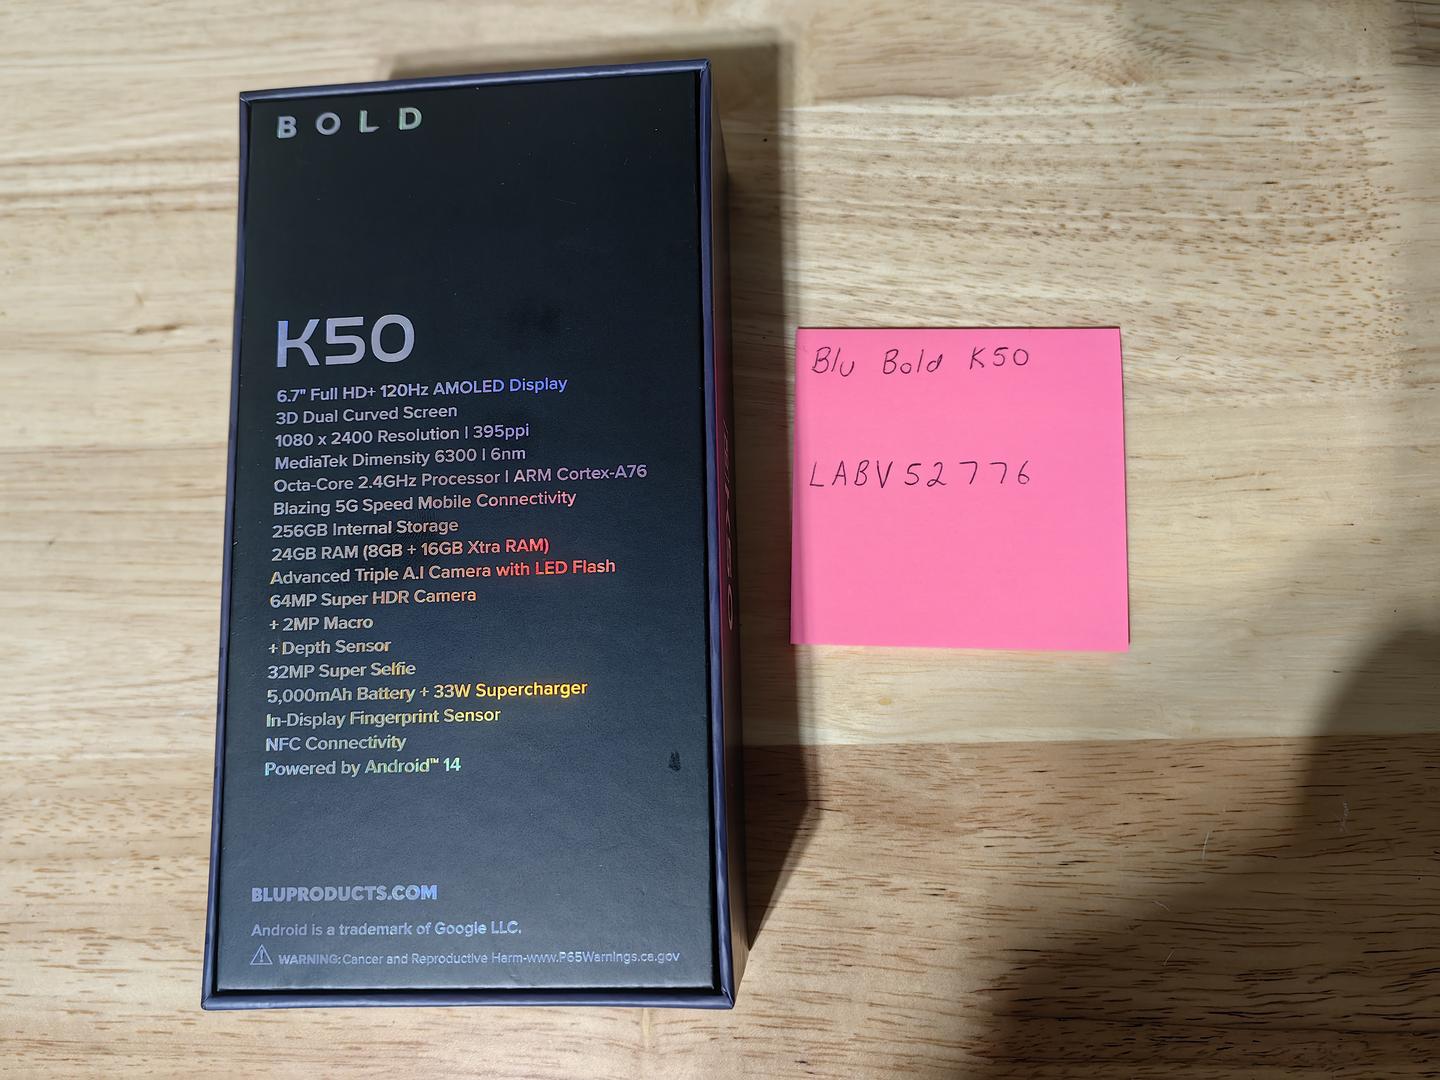 BOLD
K50
6.7" Full HD+ 120Hz AMOLED Display
3D Dual Curved Screen
1080 x 2400 Resolution | 395ppi
MediaTek Dimensity 6300 | 6nm
Octa-Core 2.4GHz Processor | ARM Cortex-A76
Blazing 5G Speed Mobile Connectivity
256GB Internal Storage
24GB RAM (8GB + 16GB Xtra RAM)
Advanced Triple A.I Camera with LED Flash
64MP Super HDR Camera
+ 2MP Macro
+ Depth Sensor
32MP Super Selfie
5,000mAh Battery + 33W Supercharger
In-Display Fingerprint Sensor
NFC Connectivity
Powered by Android™ 14
BLUPRODUCTS.COM
Android is a trademark of Google LLC.
WARNING: Cancer and Reproductive Harm-www.P65Warnings.ca.gov
Blu Bold K50
LABV52776